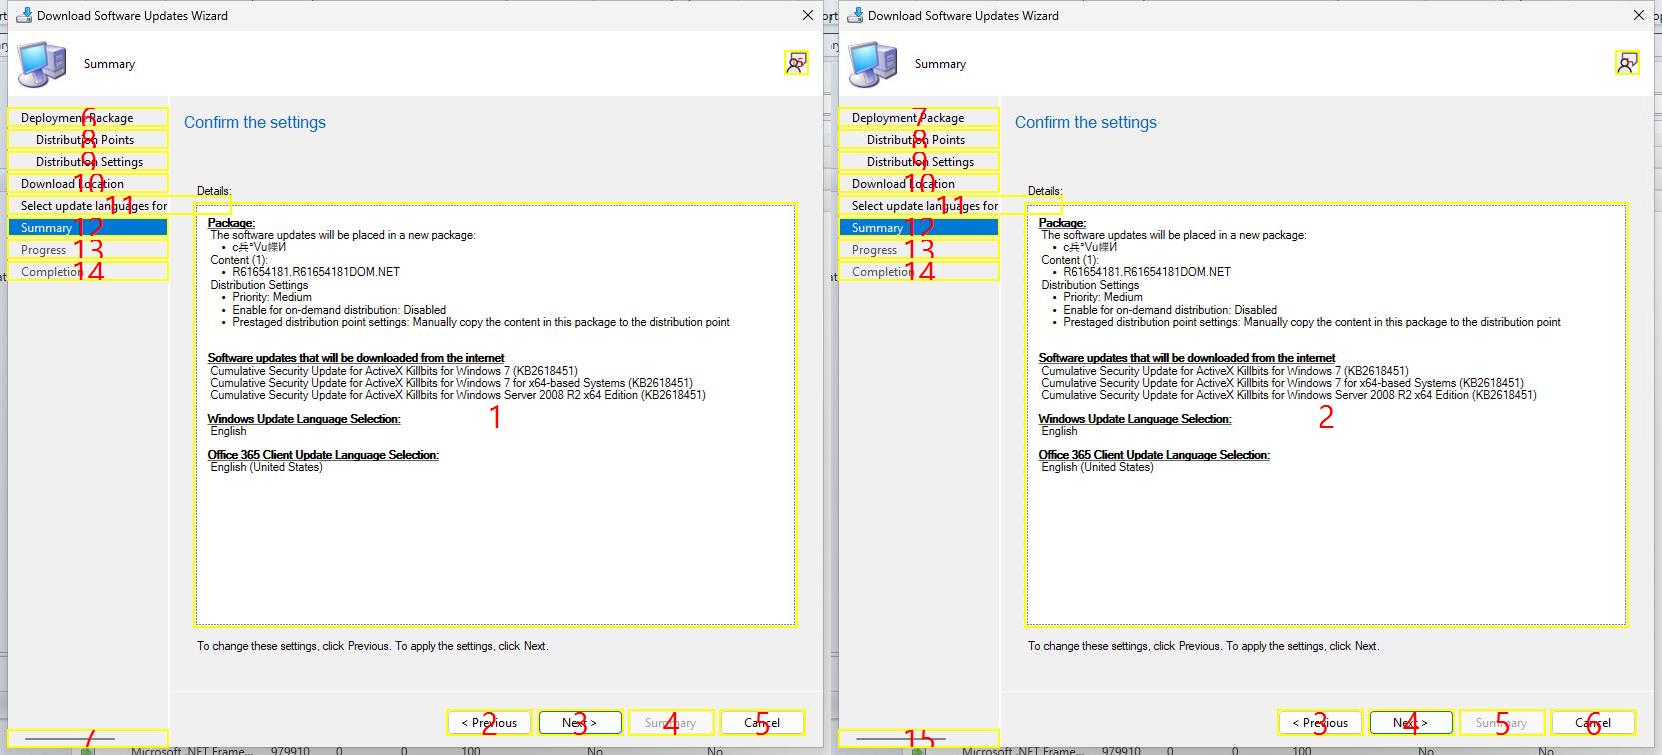 Download Software Updates Wizard
Summary
Deployment Package
Distribution Points
Distribution Settings
Download Location
Select update languages for
Summary
Progress
Completion
6
8
9
10
11
12
13
14
7
Confirm the settings
Details:
Package:
The software updates will be placed in a new package:
• c兵°Vu㡧И
Content (1):
• R61654181.R61654181DOM.NET
Distribution Settings
• Priority: Medium
• Enable for on-demand distribution: Disabled
• Prestaged distribution point settings: Manually copy the content in this package to the distribution point
Software updates that will be downloaded from the internet
Cumulative Security Update for ActiveX Killbits for Windows 7 (KB2618451)
Cumulative Security Update for ActiveX Killbits for Windows 7 for x64-based Systems (KB2618451)
Cumulative Security Update for ActiveX Killbits for Windows Server 2008 R2 x64 Edition (KB2618451)
1
Windows Update Language Selection:
English
Office 365 Client Update Language Selection:
English (United States)
To change these settings, click Previous. To apply the settings, click Next.
< Previous
Next >
Summary
Cancel
2
3
4
5
Microsoft .NET Frame... 979910 0 0 100 No No
Download Software Updates Wizard
Summary
Deployment Package
Distribution Points
Distribution Settings
Download Location
Select update languages for
Summary
Progress
Completion
7
8
9
10
11
12
13
14
15
Confirm the settings
Details:
Package:
The software updates will be placed in a new package:
• c兵°Vu㡧И
Content (1):
• R61654181.R61654181DOM.NET
Distribution Settings
• Priority: Medium
• Enable for on-demand distribution: Disabled
• Prestaged distribution point settings: Manually copy the content in this package to the distribution point
Software updates that will be downloaded from the internet
Cumulative Security Update for ActiveX Killbits for Windows 7 (KB2618451)
Cumulative Security Update for ActiveX Killbits for Windows 7 for x64-based Systems (KB2618451)
Cumulative Security Update for ActiveX Killbits for Windows Server 2008 R2 x64 Edition (KB2618451)
2
Windows Update Language Selection:
English
Office 365 Client Update Language Selection:
English (United States)
To change these settings, click Previous. To apply the settings, click Next.
< Previous
Next >
Summary
Cancel
3
4
5
6
Microsoft .NET Frame... 979910 0 0 100 No No